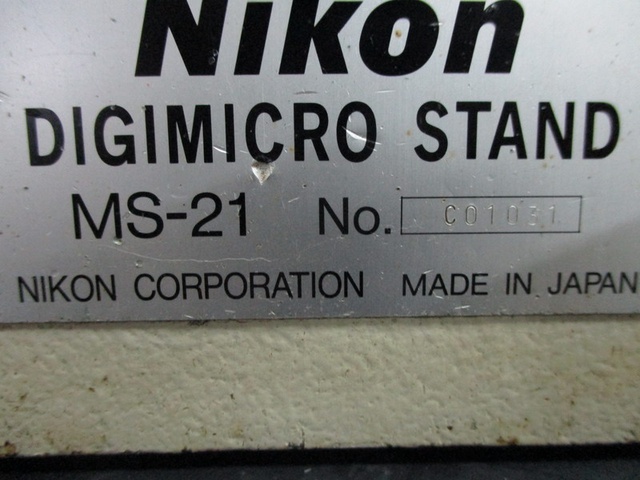 Nikon
DIGIMICRO STAND
MS-21 No. C01031
NIKON CORPORATION MADE IN JAPAN